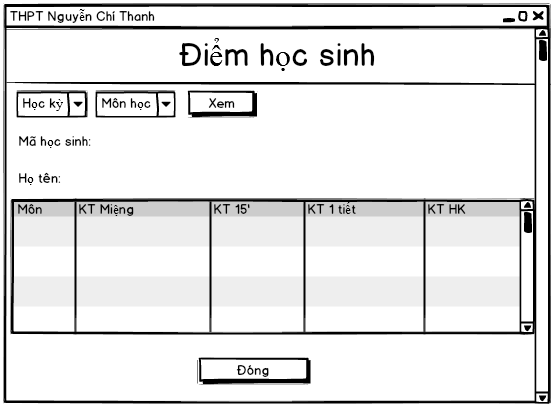 THPT Nguyễn Chí Thanh
Điểm học sinh
Học kỳ Môn học Xem
Mã học sinh:
Họ tên:
Môn KT Miệng KT 15' KT 1 tiết KT HK
Đóng